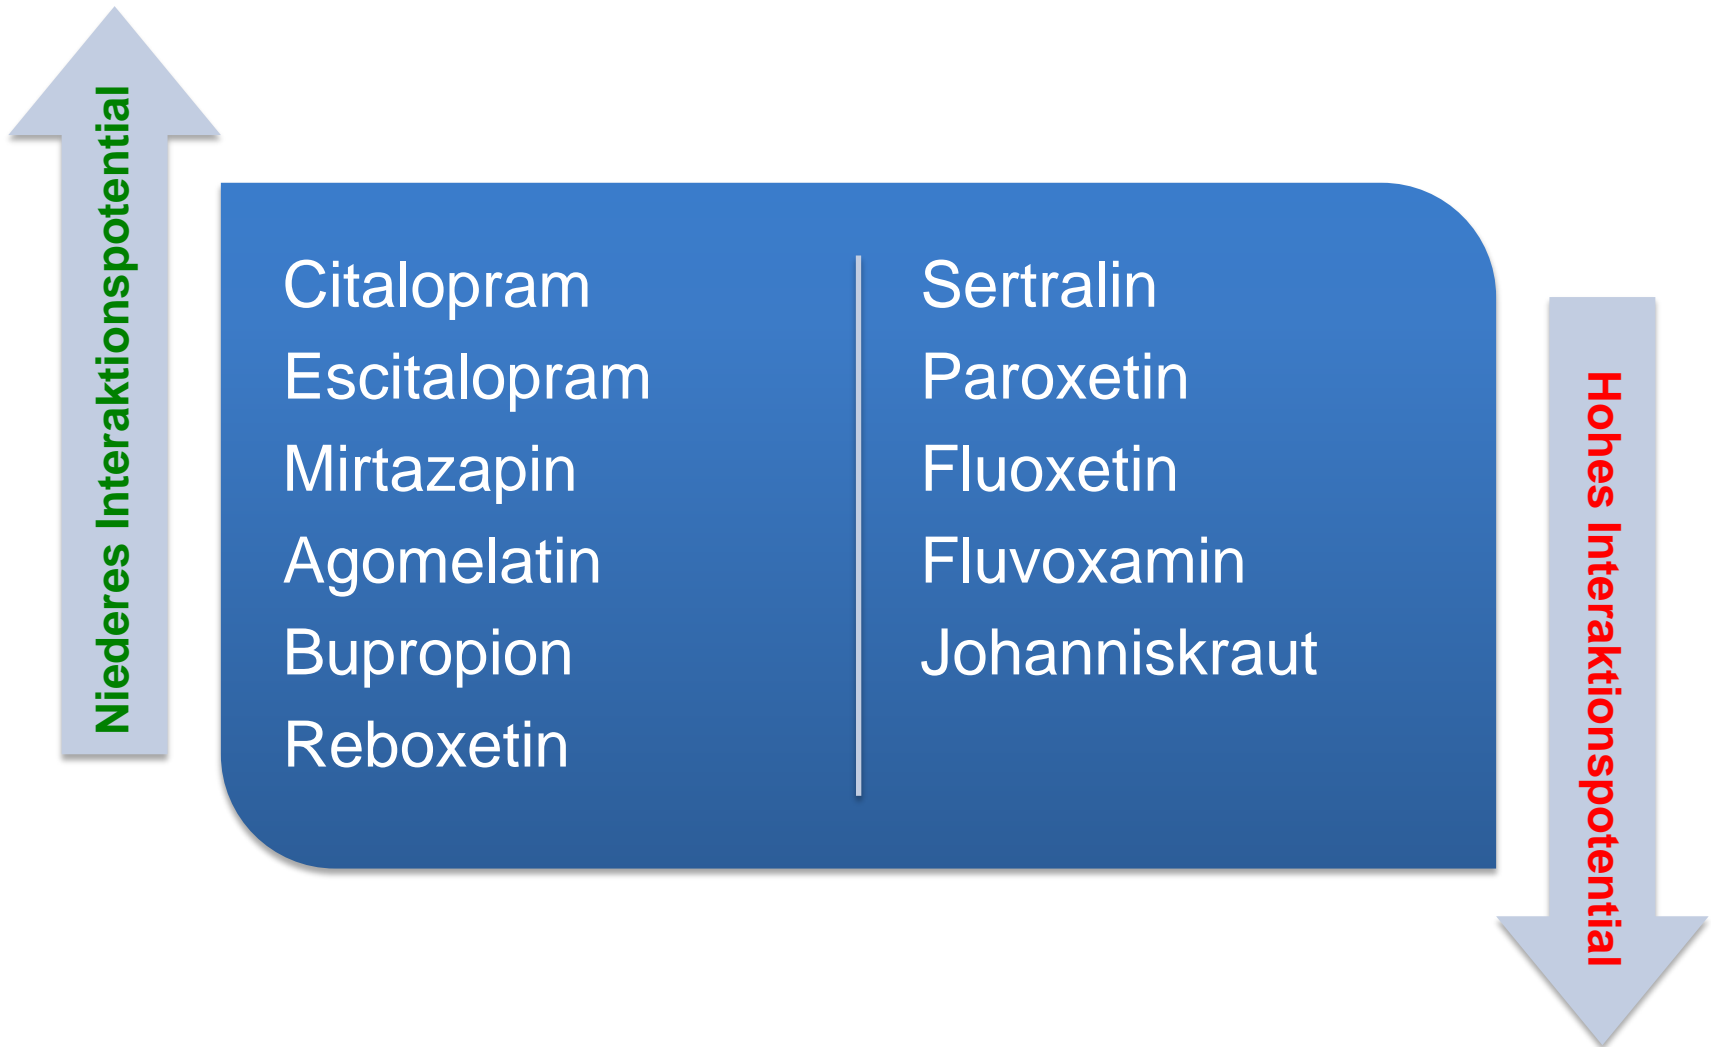 Niederes Interaktionspotential
Citalopram
Escitalopram
Mirtazapin
Agomelatin
Bupropion
Reboxetin
Sertralin
Paroxetin
Fluoxetin
Fluvoxamin
Johanniskraut
Hohes Interaktionspotential